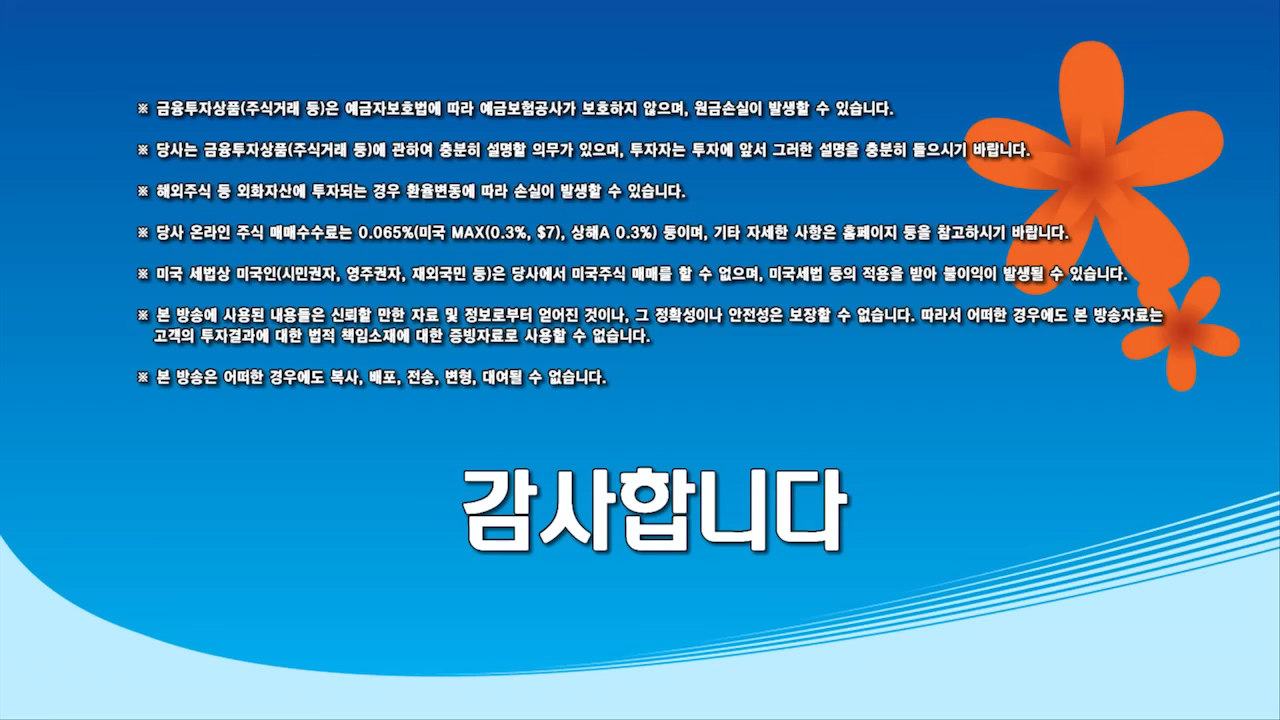 ※ 금융투자상품(주식거래 등)은 예금자보호법에 따라 예금보험공사가 보호하지 않으며, 원금손실이 발생할 수 있습니다.
※ 당사는 금융투자상품(주식거래 등)에 관하여 충분히 설명할 의무가 있으며, 투자자는 투자에 앞서 그러한 설명을 충분히 들으시기 바랍니다.
※ 해외주식 등 외화자산에 투자되는 경우 환율변동에 따라 손실이 발생할 수 있습니다.
※ 당사 온라인 주식 매매수수료는 0.065%(미국 MAX(0.3%, $7), 상해A 0.3%) 등이며, 기타 자세한 사항은 홈페이지 등을 참고하시기 바랍니다.
※ 미국 세법상 미국인(시민권자, 영주권자, 재외국민 등)은 당사에서 미국주식 매매를 할 수 없으며, 미국세법 등의 적용을 받아 불이익이 발생될 수 있습니다.
※ 본 방송에 사용된 내용들은 신뢰할 만한 자료 및 정보로부터 얻어진 것이나, 그 정확성이나 안전성은 보장할 수 없습니다. 따라서 어떠한 경우에도 본 방송자료는
고객의 투자결과에 대한 법적 책임소재에 대한 증빙자료로 사용할 수 없습니다.
※ 본 방송은 어떠한 경우에도 복사, 배포, 전송, 변형, 대여될 수 없습니다.
감사합니다